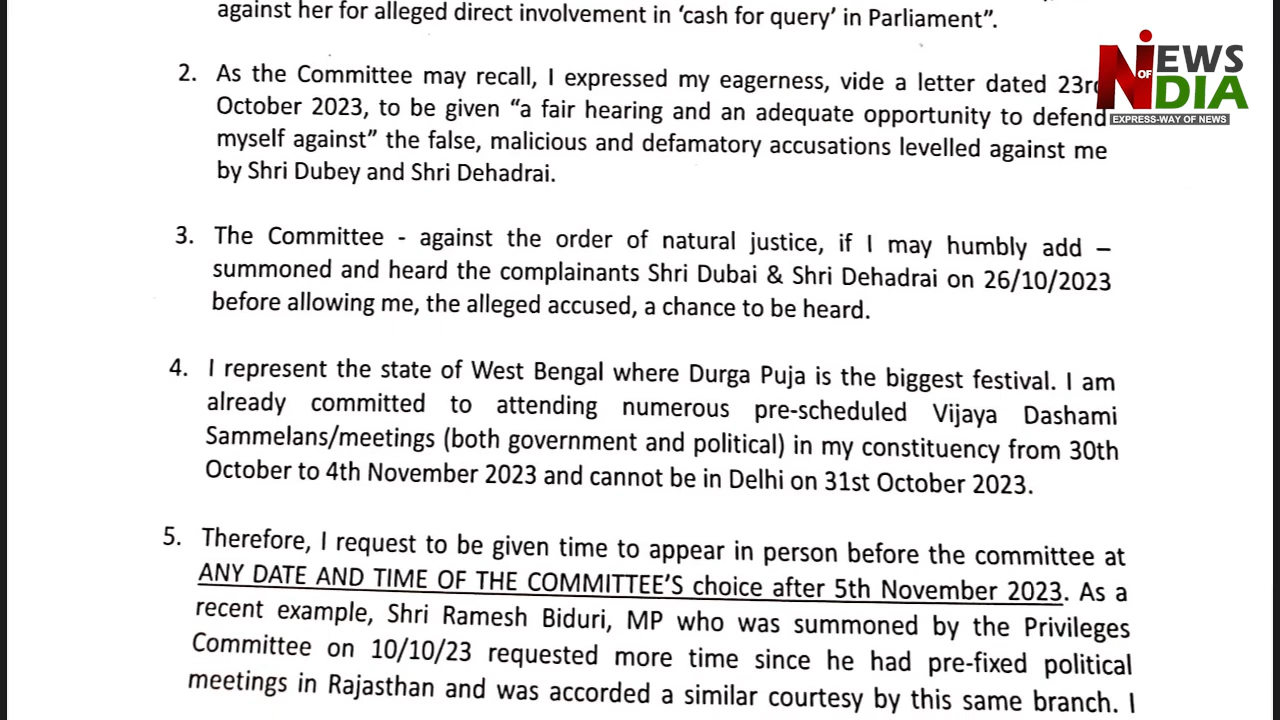 against her for alleged direct involvement in ‘cash for query’ in Parliament”.
NEWS OF INDIA
EXPRESS-WAY OF NEWS
2. As the Committee may recall, I expressed my eagerness, vide a letter dated 23rd
October 2023, to be given “a fair hearing and an adequate opportunity to defend
myself against” the false, malicious and defamatory accusations levelled against me
by Shri Dubey and Shri Dehadrai.
3. The Committee - against the order of natural justice, if I may humbly add –
summoned and heard the complainants Shri Dubai & Shri Dehadrai on 26/10/2023
before allowing me, the alleged accused, a chance to be heard.
4. I represent the state of West Bengal where Durga Puja is the biggest festival. I am
already committed to attending numerous pre-scheduled Vijaya Dashami
Sammelans/meetings (both government and political) in my constituency from 30th
October to 4th November 2023 and cannot be in Delhi on 31st October 2023.
5. Therefore, I request to be given time to appear in person before the committee at
ANY DATE AND TIME OF THE COMMITTEE’S choice after 5th November 2023. As a
recent example, Shri Ramesh Biduri, MP who was summoned by the Privileges
Committee on 10/10/23 requested more time since he had pre-fixed political
meetings in Rajasthan and was accorded a similar courtesy by this same branch. I